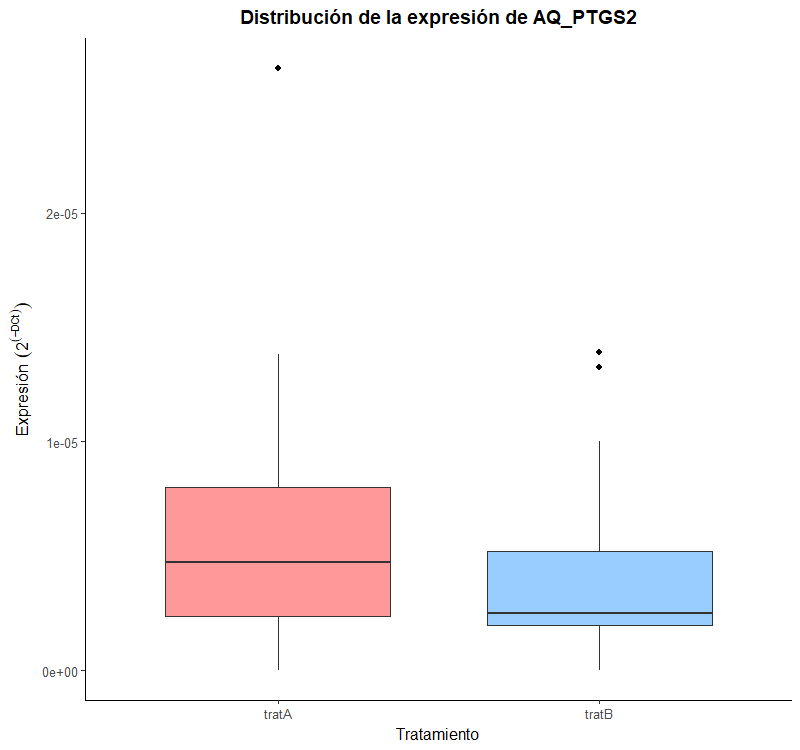 Distribución de la expresión de AQ_PTGS2
Expresión (2^(−DCt))
2e-05
1e-05
0e+00
tratA
tratB
Tratamiento